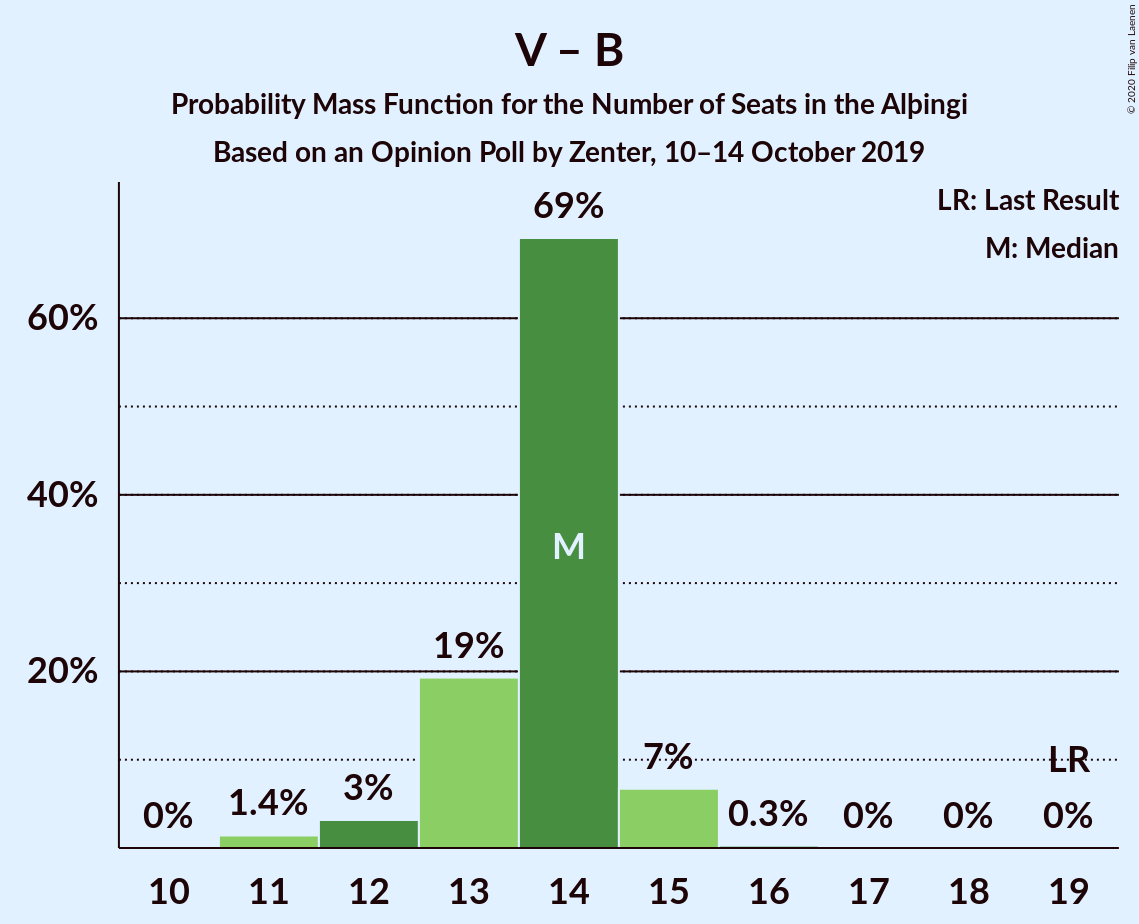 V – B
Probability Mass Function for the Number of Seats in the Alþingi
Based on an Opinion Poll by Zenter, 10–14 October 2019
© 2020 Filip van Laenen
LR: Last Result
M: Median
69%
60%
40%
M
19%
20%
7%
LR
3%
1.4%
0%
0.3%
0%
0%
0%
10 11 12 13 14 15 16 17 18 19